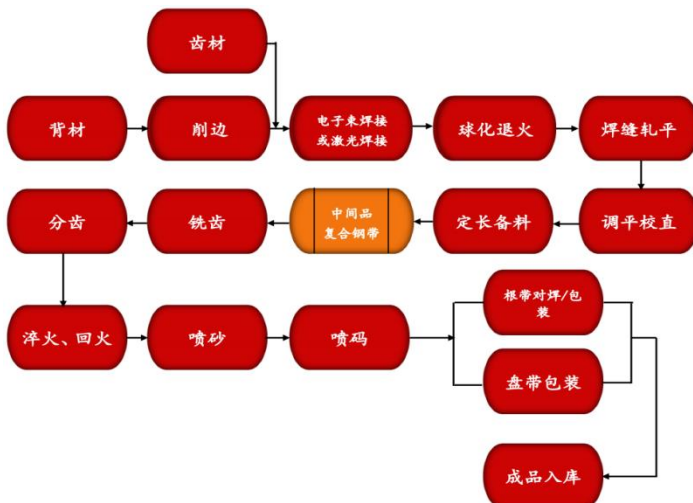 齿材
背材
削边
电子束焊接
或激光焊接
球化退火
焊缝轧平
分齿
铣齿
中间品
复合钢带
定长备料
调平校直
淬火、回火
喷砂
喷码
根带对焊/包
装
盘带包装
成品入库